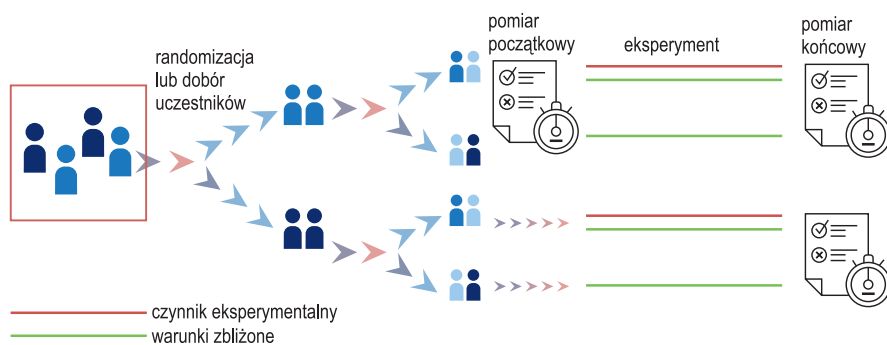 randomizacja
lub dobór
uczestników
pomiar
początkowy
eksperyment
pomiar
końcowy
czynnik eksperymentalny
warunki zbliżone